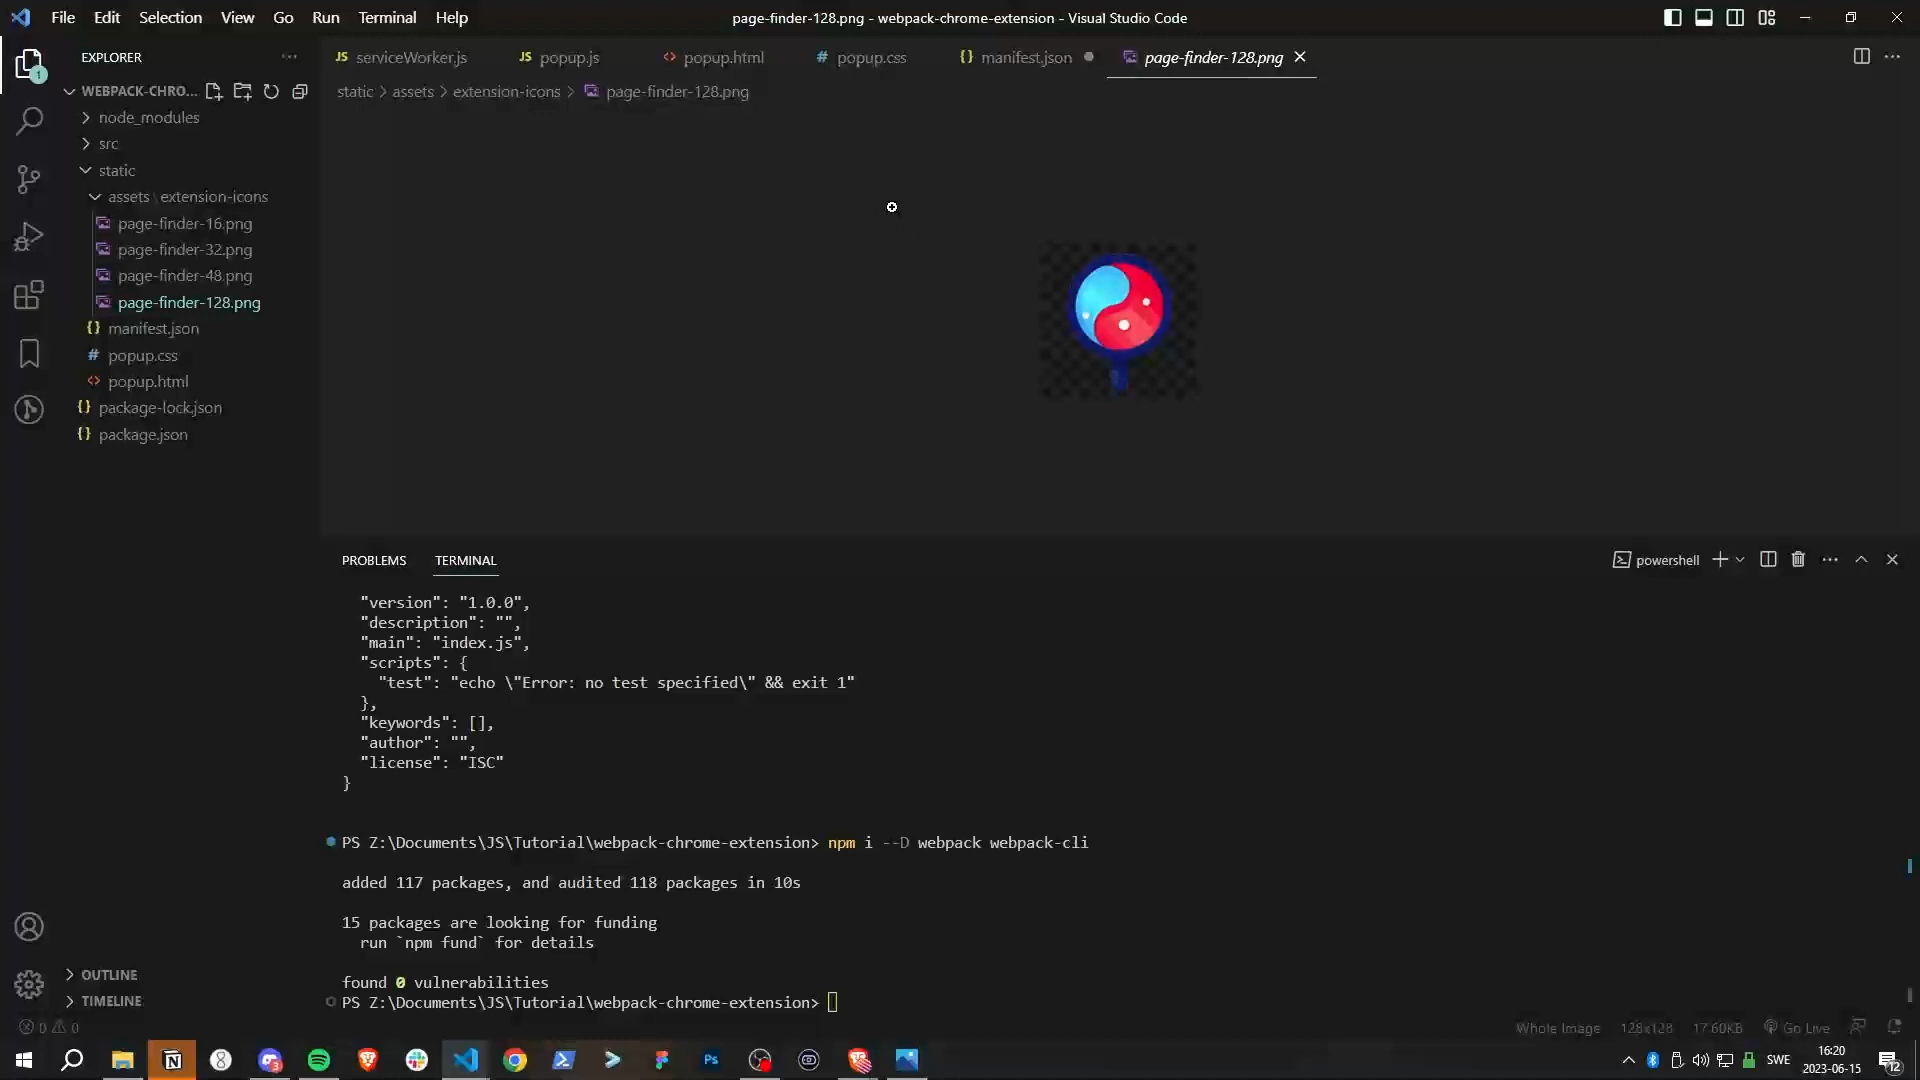 File Edit Selection View Go Run Terminal Help
page-finder-128.png - webpack-chrome-extension - Visual Studio Code
EXPLORER
serviceWorker.js
popup.js
popup.html
popup.css
manifest.json
page-finder-128.png
WEBPACK-CHRO...
static > assets > extension-icons > page-finder-128.png
node_modules
src
static
assets \ extension-icons
page-finder-16.png
page-finder-32.png
page-finder-48.png
page-finder-128.png
manifest.json
popup.css
popup.html
package-lock.json
package.json
1
PROBLEMS TERMINAL
powershell
"version": "1.0.0",
"description": "",
"main": "index.js",
"scripts": {
"test": "echo \"Error: no test specified\" && exit 1"
},
"keywords": [],
"author": "",
"license": "ISC"
}
PS Z:\Documents\JS\Tutorial\webpack-chrome-extension> npm i --D webpack webpack-cli
added 117 packages, and audited 118 packages in 10s
15 packages are looking for funding
run `npm fund` for details
found 0 vulnerabilities
PS Z:\Documents\JS\Tutorial\webpack-chrome-extension>
OUTLINE
TIMELINE
0 0
Whole Image 128x128 17.60KB Go Live
SWE
16:20
2023-06-15
12